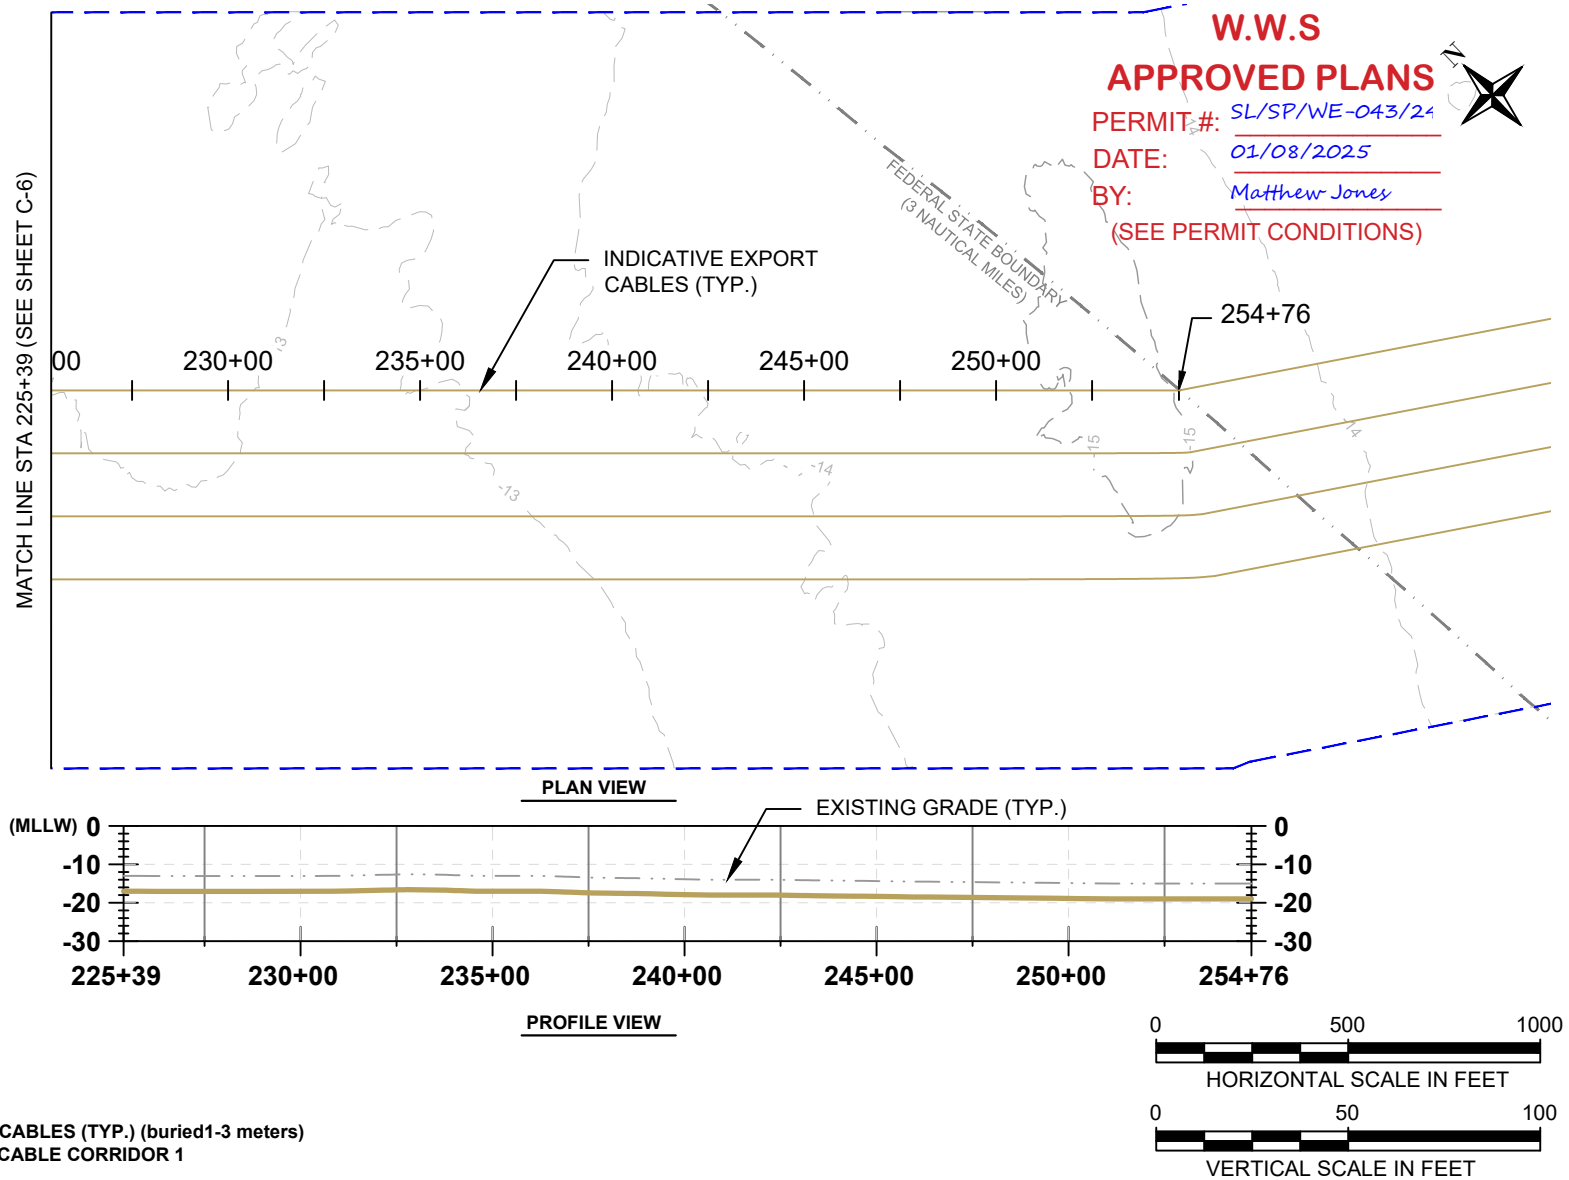 W.W.S
APPROVED PLANS
N
PERMIT #: SL/SP/WE-043/24
DATE: 01/08/2025
BY: Matthew Jones
(SEE PERMIT CONDITIONS)
-14
FEDERAL STATE BOUNDARY
(3 NAUTICAL MILES)
MATCH LINE STA 225+39 (SEE SHEET C-6)
INDICATIVE EXPORT
CABLES (TYP.)
254+76
-13
00 230+00 235+00 240+00 245+00 250+00
-15 -15 -14
-14
-13
PLAN VIEW
EXISTING GRADE (TYP.)
(MLLW) 0 0
-10 -10
-20 -20
-30 -30
225+39 230+00 235+00 240+00 245+00 250+00 254+76
PROFILE VIEW
0 500 1000
HORIZONTAL SCALE IN FEET
0 50 100
VERTICAL SCALE IN FEET
CABLES (TYP.) (buried1-3 meters)
CABLE CORRIDOR 1